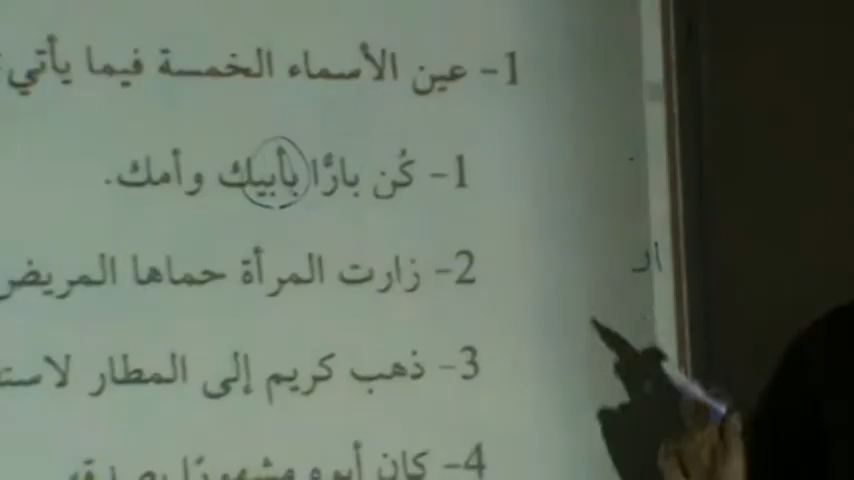 1- عين الأسماء الخمسة فيما يأتي
1- كُن بارًّا بأبيك وأمك.
2- زارت المرأة حماها المريض
3- ذهب كريم إلى المطار
4- كان أبوه مشهورًا بصدقه